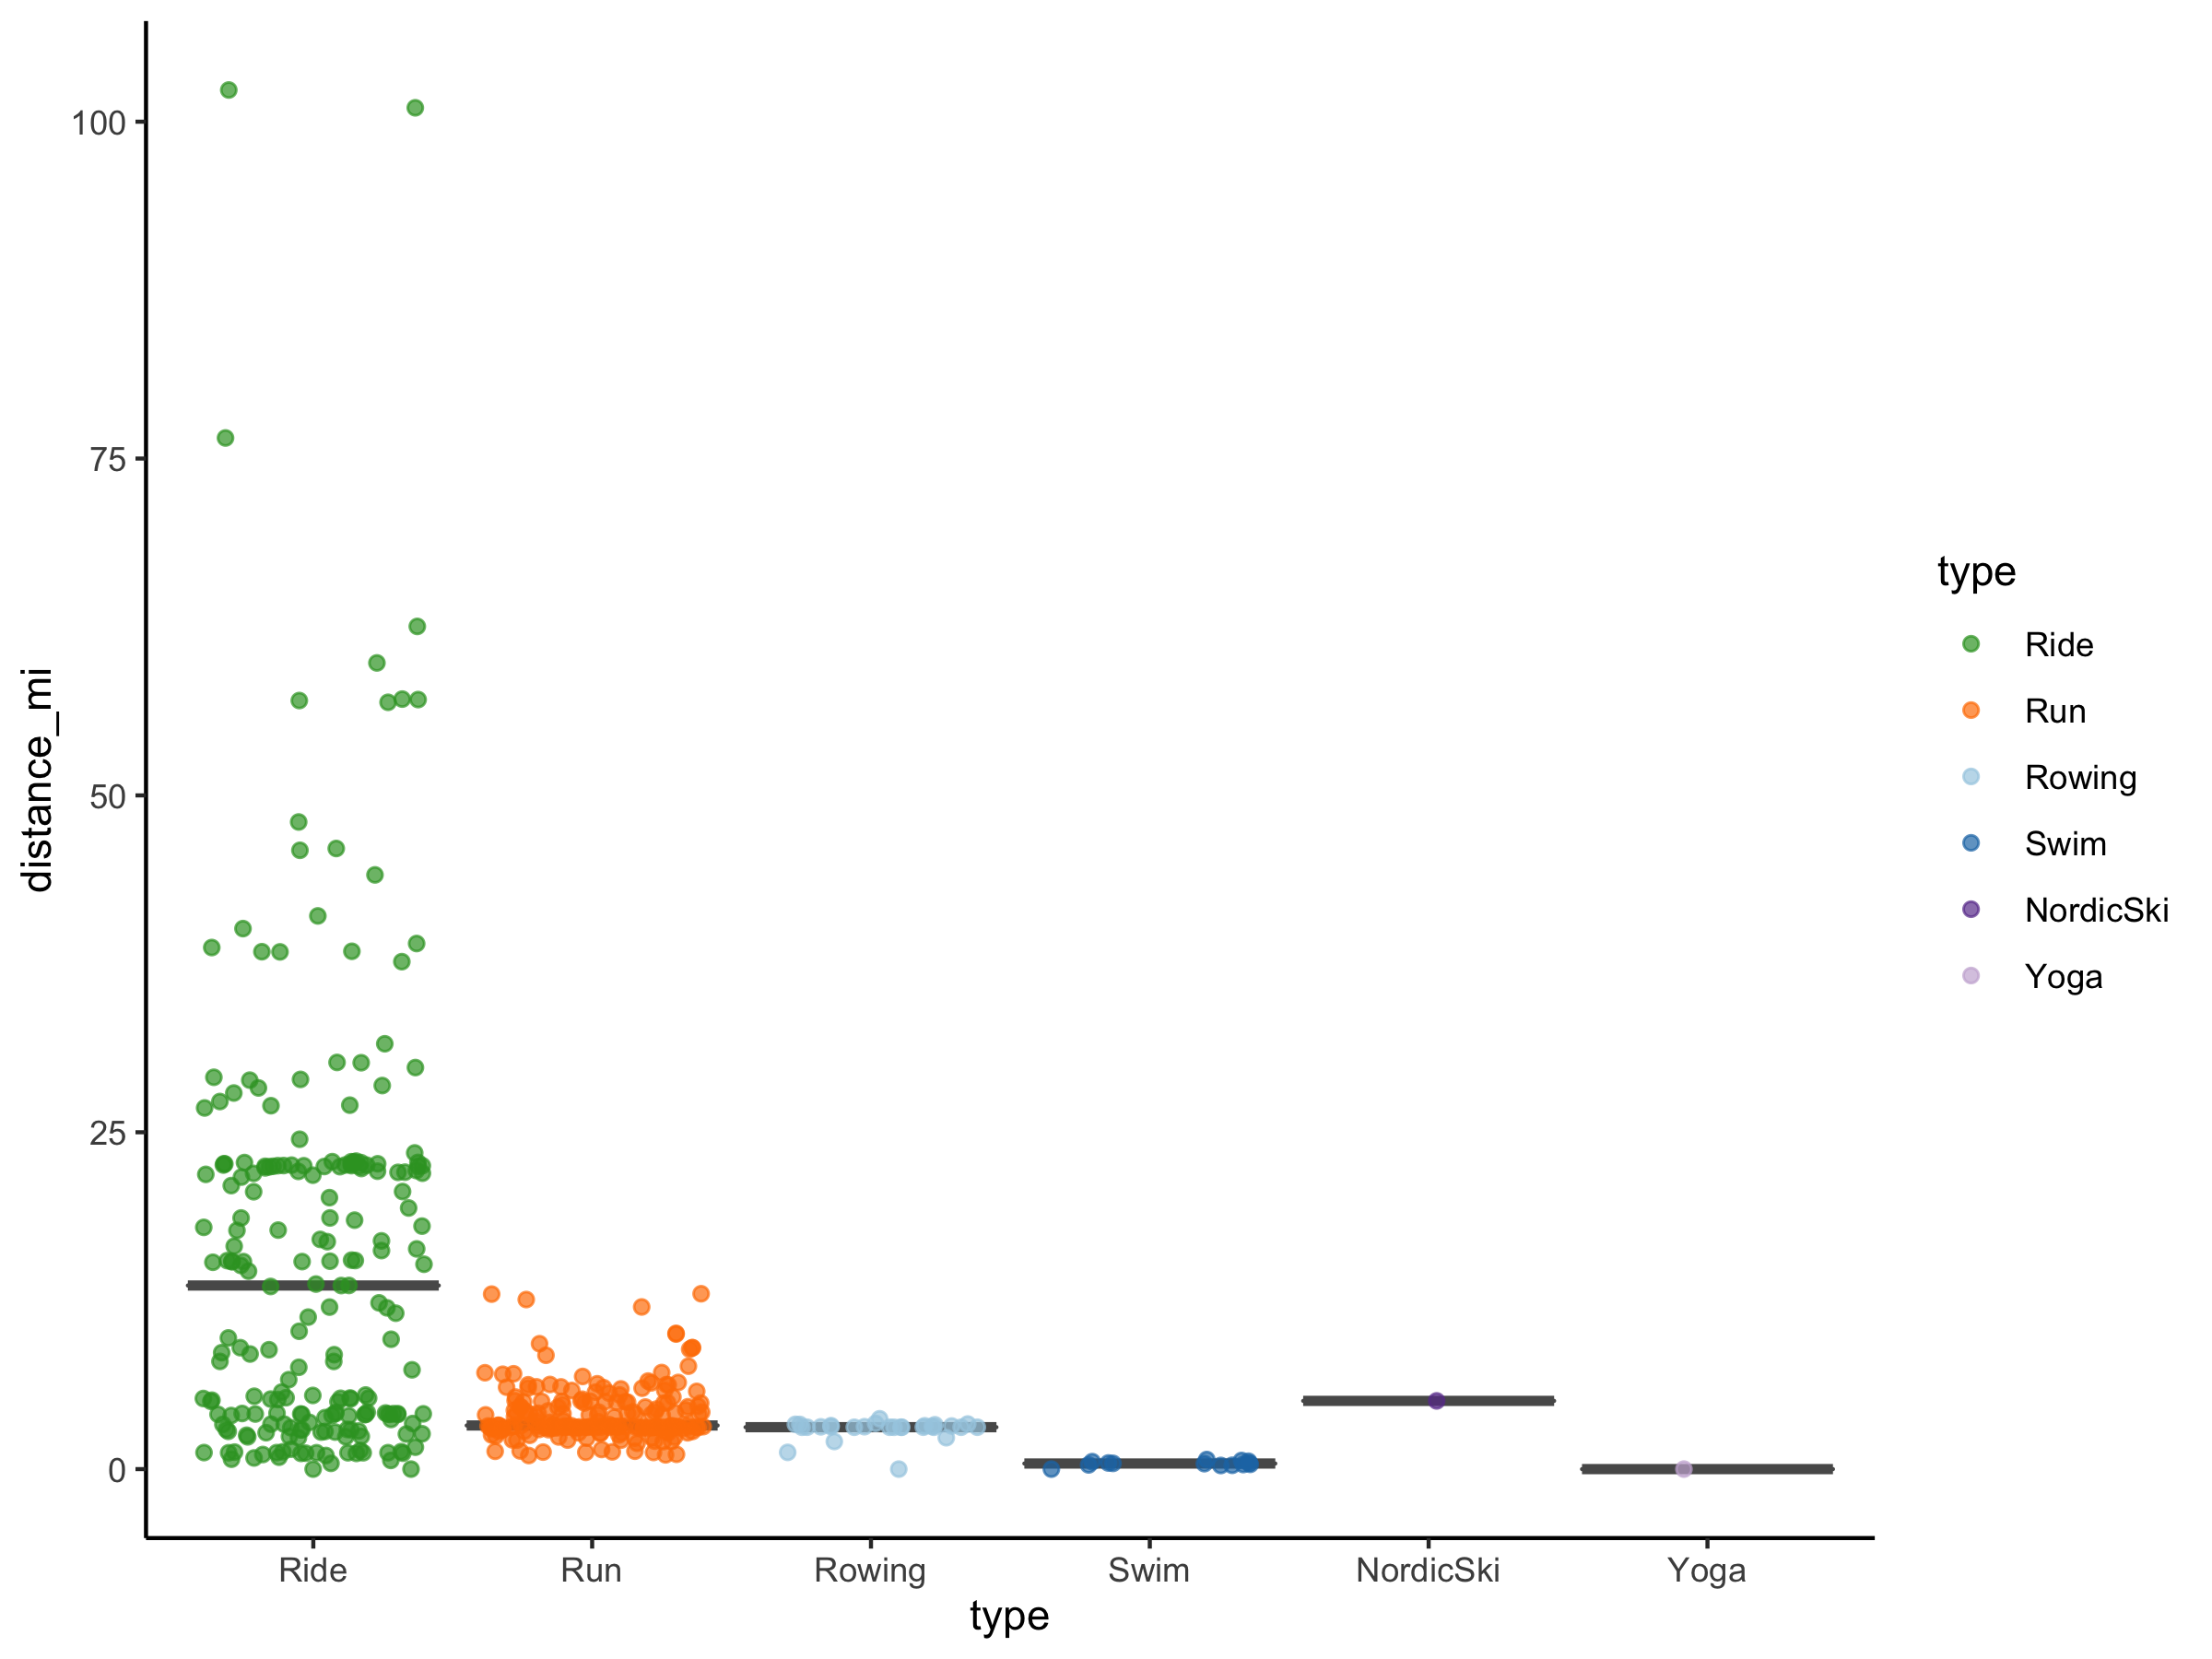 100
75
50
25
0
distance_mi
Ride
Run
Rowing
Swim
NordicSki
Yoga
type
type
Ride
Run
Rowing
Swim
NordicSki
Yoga